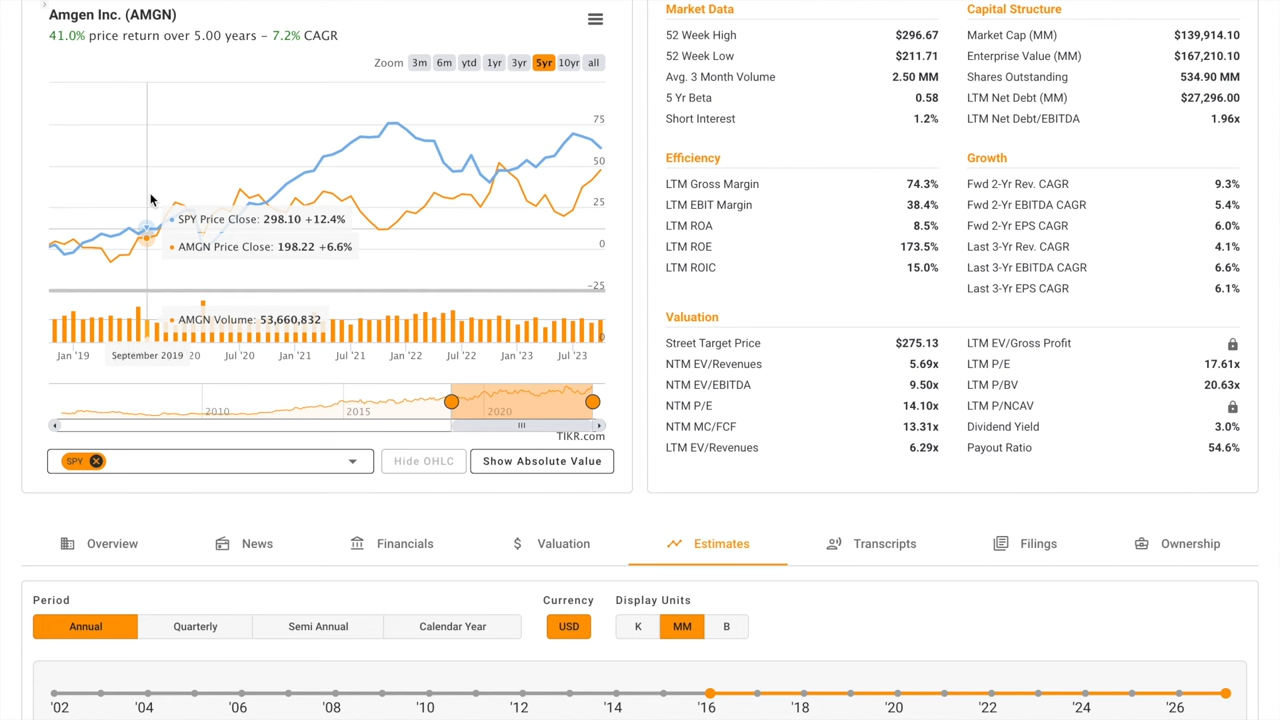 Amgen Inc. (AMGN)
41.0% price return over 5.00 years – 7.2% CAGR
Zoom 3m 6m ytd 1yr 3yr 5yr 10yr all
75
50
25
0
−25
SPY Price Close: 298.10 +12.4%
AMGN Price Close: 198.22 +6.6%
AMGN Volume: 53,660,832
0
Jan '19 September 2019 20 Jul '20 Jan '21 Jul '21 Jan '22 Jul '22 Jan '23 Jul '23
2010 2015 2020
TIKR.com
SPY Hide OHLC Show Absolute Value
Market Data
52 Week High $296.67
52 Week Low $211.71
Avg. 3 Month Volume 2.50 MM
5 Yr Beta 0.58
Short Interest 1.2%
Capital Structure
Market Cap (MM) $139,914.10
Enterprise Value (MM) $167,210.10
Shares Outstanding 534.90 MM
LTM Net Debt (MM) $27,296.00
LTM Net Debt/EBITDA 1.96x
Efficiency
LTM Gross Margin 74.3%
LTM EBIT Margin 38.4%
LTM ROA 8.5%
LTM ROE 173.5%
LTM ROIC 15.0%
Growth
Fwd 2-Yr Rev. CAGR 9.3%
Fwd 2-Yr EBITDA CAGR 5.4%
Fwd 2-Yr EPS CAGR 6.0%
Last 3-Yr Rev. CAGR 4.1%
Last 3-Yr EBITDA CAGR 6.6%
Last 3-Yr EPS CAGR 6.1%
Valuation
Street Target Price $275.13
NTM EV/Revenues 5.69x
NTM EV/EBITDA 9.50x
NTM P/E 14.10x
NTM MC/FCF 13.31x
LTM EV/Revenues 6.29x
LTM EV/Gross Profit
LTM P/E 17.61x
LTM P/BV 20.63x
LTM P/NCAV
Dividend Yield 3.0%
Payout Ratio 54.6%
Overview News Financials Valuation Estimates Transcripts Filings Ownership
Period Currency Display Units
Annual Quarterly Semi Annual Calendar Year USD K MM B
'02 '04 '06 '08 '10 '12 '14 '16 '18 '20 '22 '24 '26